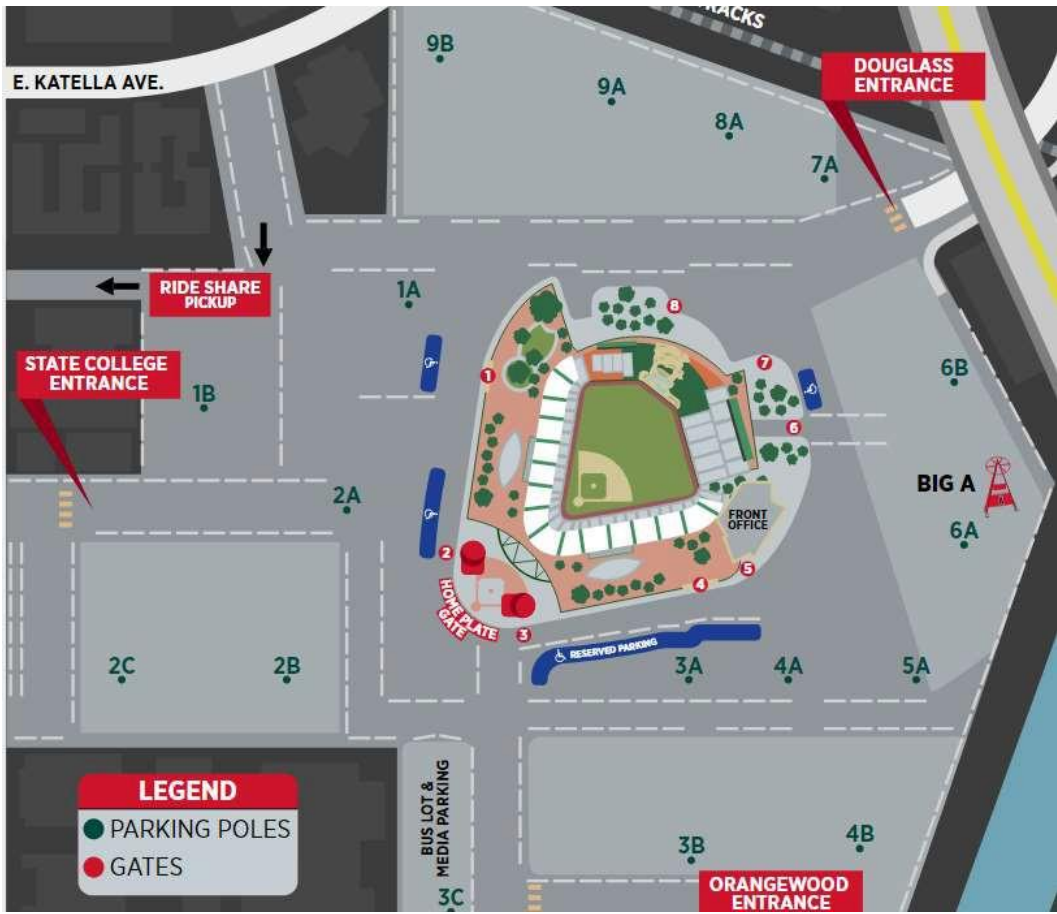 TRACKS
9B
E. KATELLA AVE.
DOUGLASS
ENTRANCE
9A
8A
7A
RIDE SHARE
PICKUP
1A
8
STATE COLLEGE
ENTRANCE
1
7
6B
1B
6
BIG A
2A
FRONT
OFFICE
6A
2
5
4
HOME PLATE
GATE
3
RESERVED PARKING
2C
2B
3A
4A
5A
LEGEND
PARKING POLES
GATES
BUS LOT &
MEDIA PARKING
3B
4B
3C
ORANGEWOOD
ENTRANCE